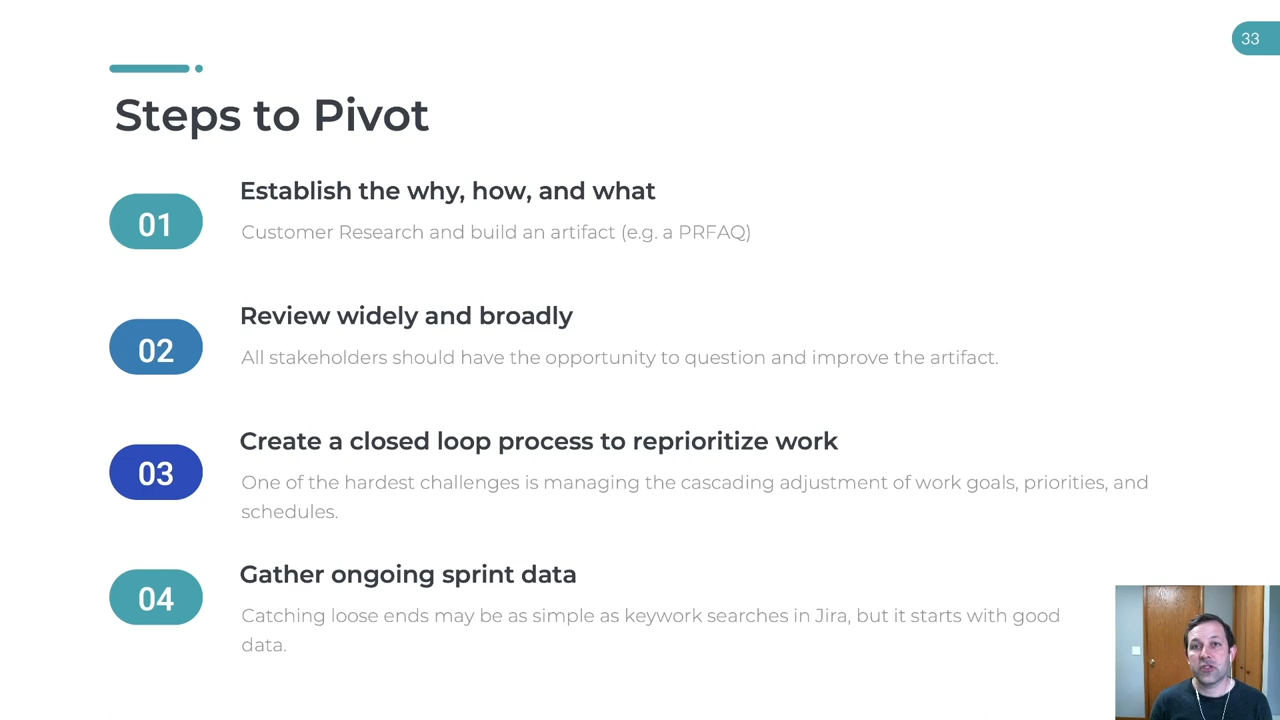 33
Steps to Pivot
01
Establish the why, how, and what
Customer Research and build an artifact (e.g. a PRFAQ)
02
Review widely and broadly
All stakeholders should have the opportunity to question and improve the artifact.
03
Create a closed loop process to reprioritize work
One of the hardest challenges is managing the cascading adjustment of work goals, priorities, and
schedules.
04
Gather ongoing sprint data
Catching loose ends may be as simple as keywork searches in Jira, but it starts with good
data.